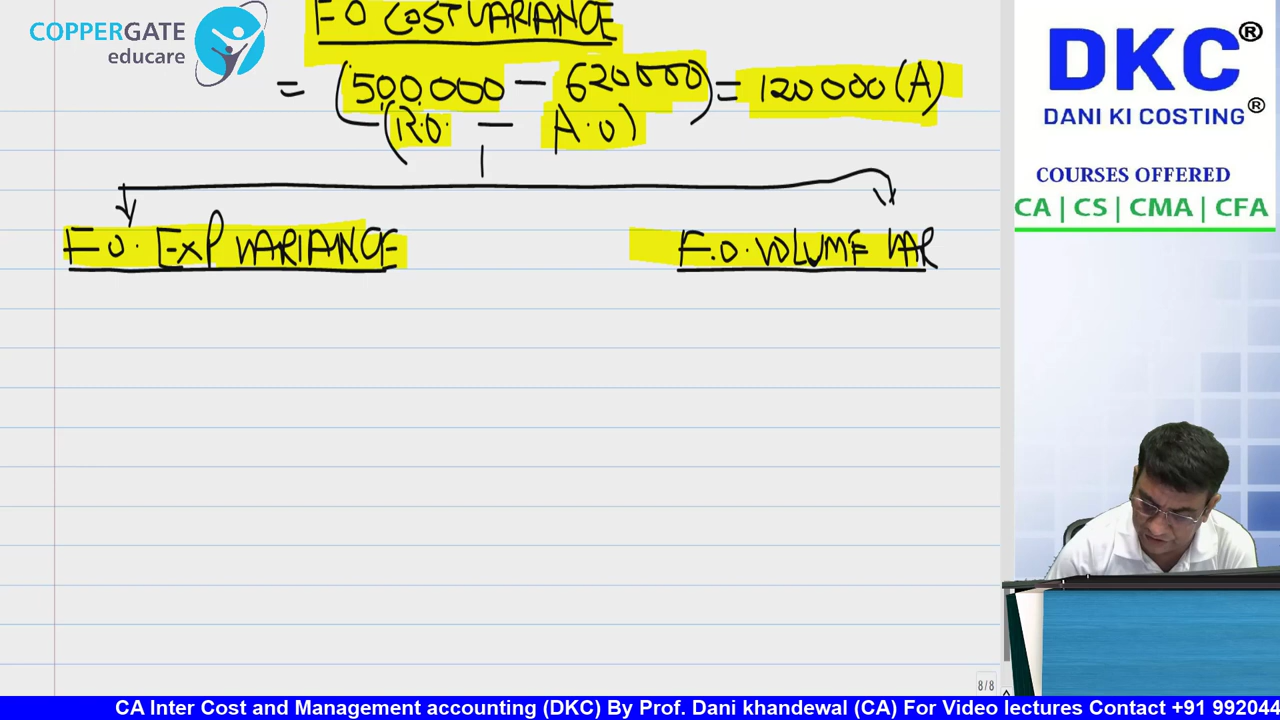 COPPERGATE
educare
F O COST VARIANCE
= (500000 - 620000) = 120000 (A)
(R.O. - A.O)
F O. EXP VARIANCE
F.O. VOLUME VAR
8/8
DKC®
DANI KI COSTING®
COURSES OFFERED
CA | CS | CMA | CFA
CA Inter Cost and Management accounting (DKC) By Prof. Dani khandewal (CA) For Video lectures Contact +91 992044